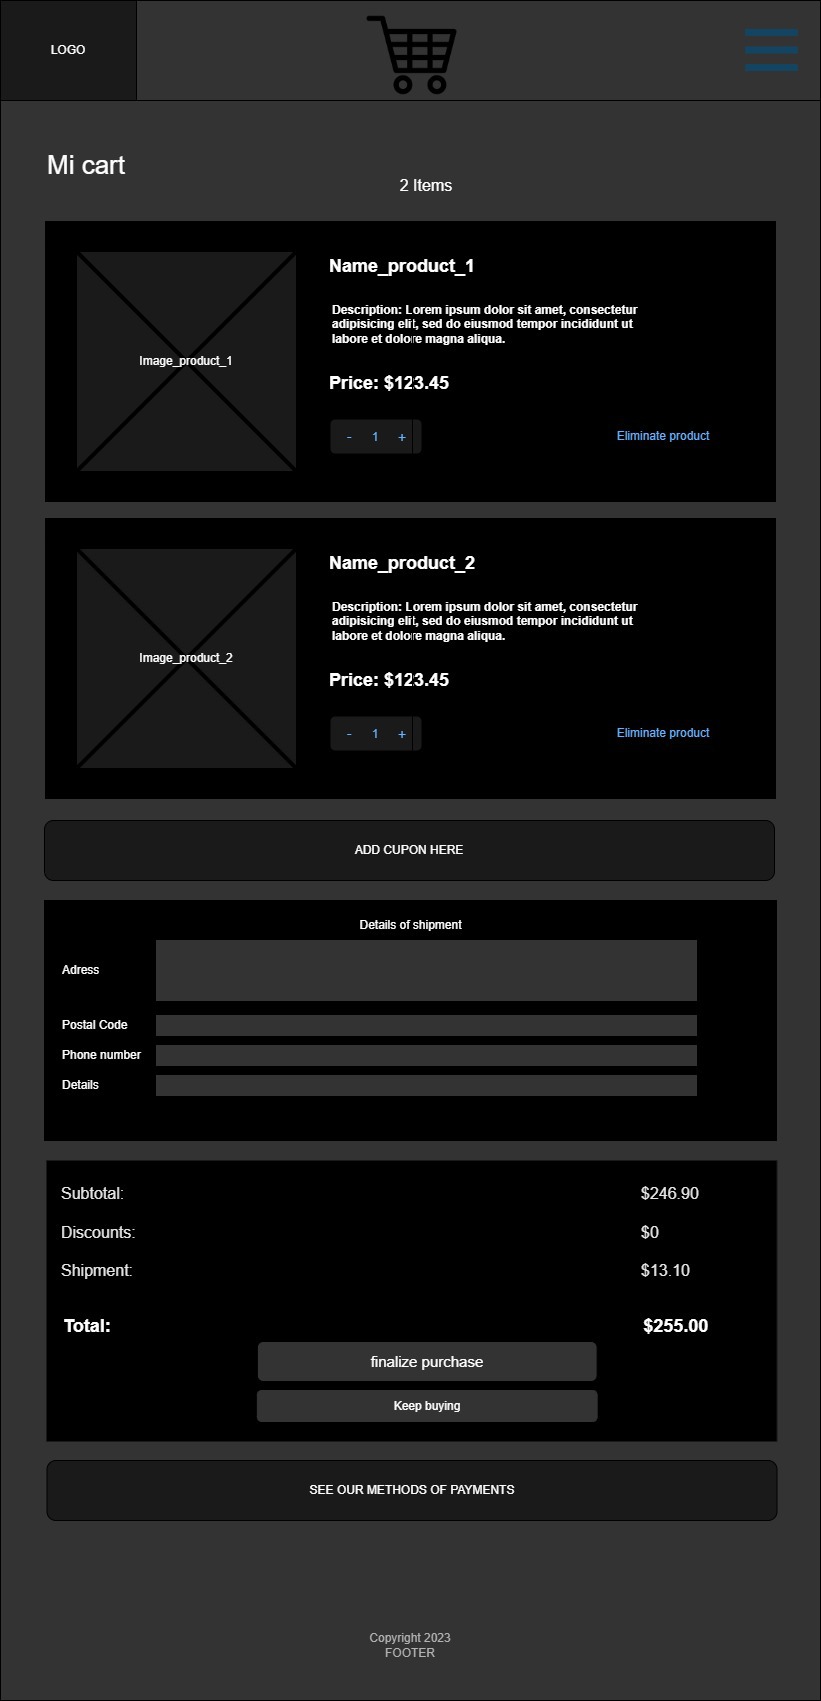 LOGO
Mi cart
2 Items
Name_product_1
Description: Lorem ipsum dolor sit amet, consectetur
adipisicing elit, sed do eiusmod tempor incididunt ut
labore et dolore magna aliqua.
Image_product_1
Price: $123.45
- 1 +
Eliminate product
Name_product_2
Description: Lorem ipsum dolor sit amet, consectetur
adipisicing elit, sed do eiusmod tempor incididunt ut
labore et dolore magna aliqua.
Image_product_2
Price: $123.45
- 1 +
Eliminate product
ADD CUPON HERE
Details of shipment
Adress
Postal Code
Phone number
Details
Subtotal: $246.90
Discounts: $0
Shipment: $13.10
Total: $255.00
finalize purchase
Keep buying
SEE OUR METHODS OF PAYMENTS
Copyright 2023
FOOTER